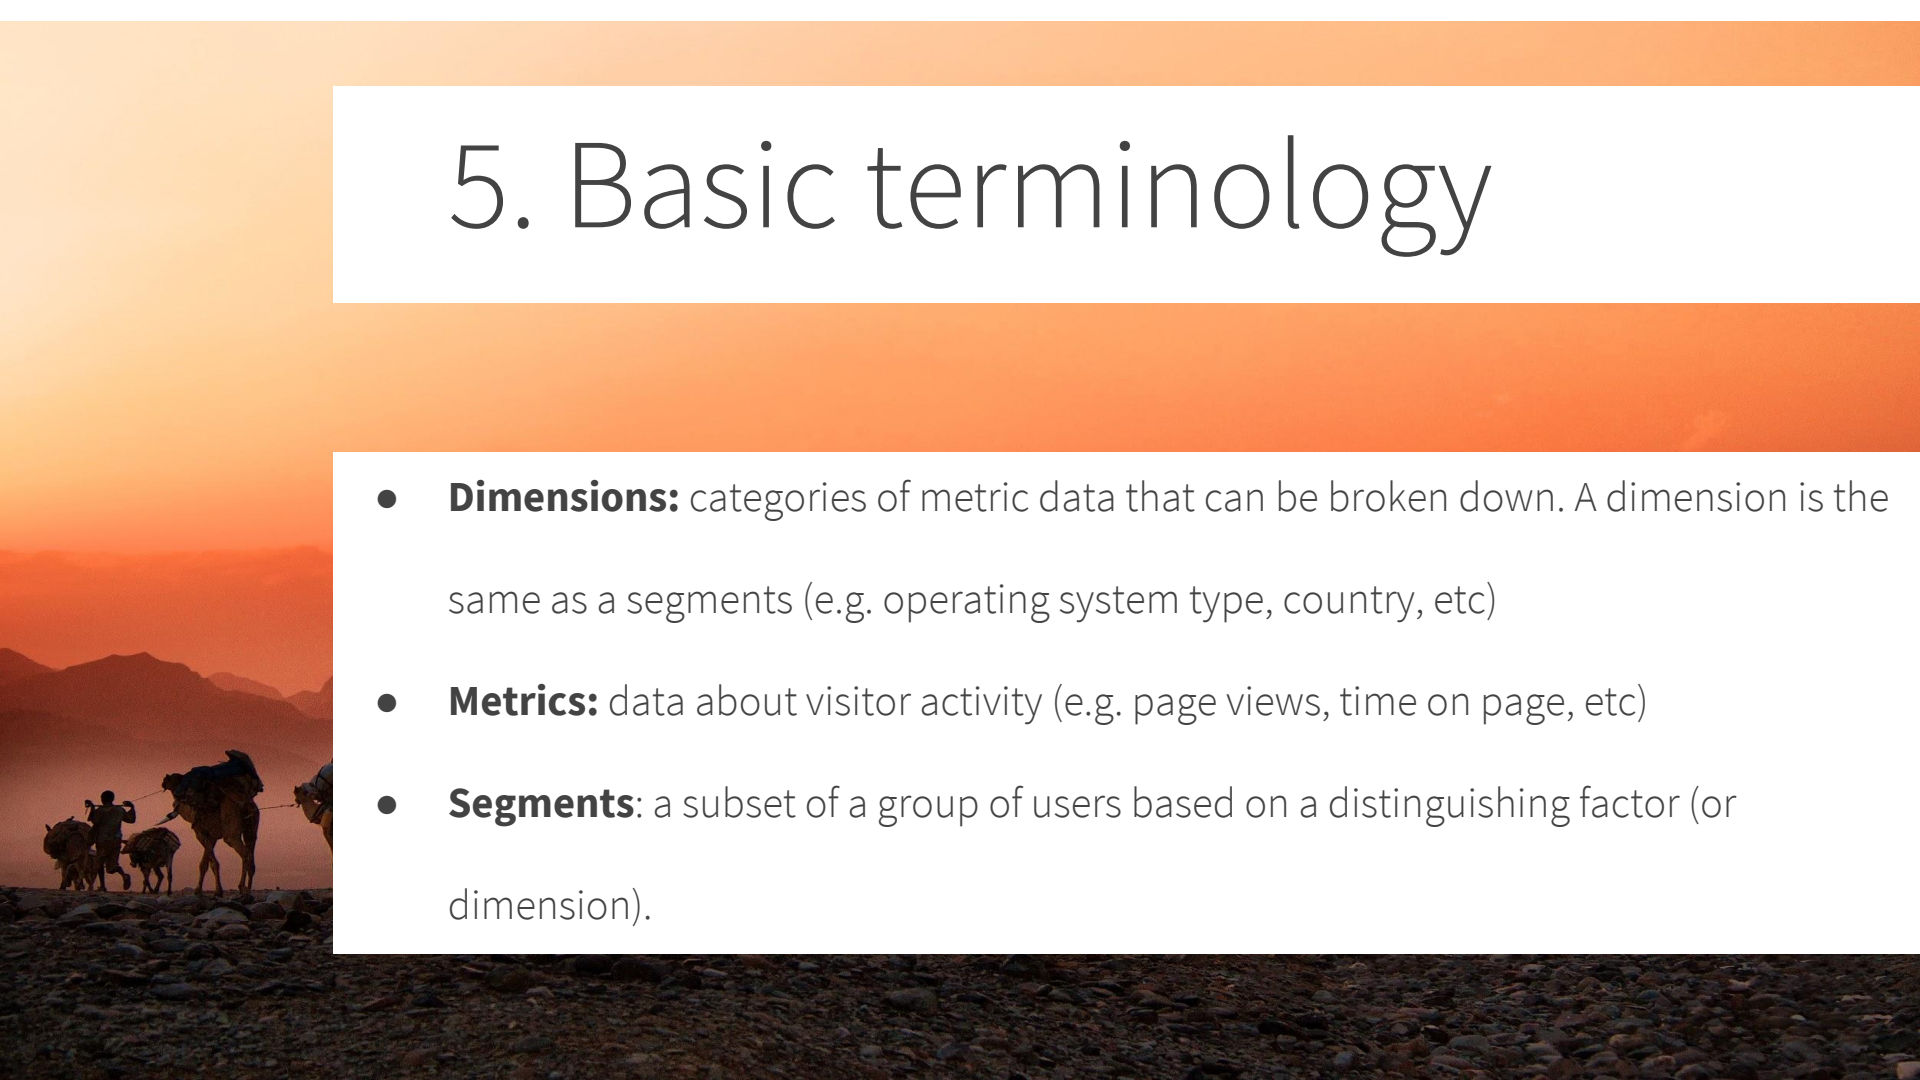 5. Basic terminology
● Dimensions: categories of metric data that can be broken down. A dimension is the
same as a segments (e.g. operating system type, country, etc)
● Metrics: data about visitor activity (e.g. page views, time on page, etc)
● Segments: a subset of a group of users based on a distinguishing factor (or
dimension).